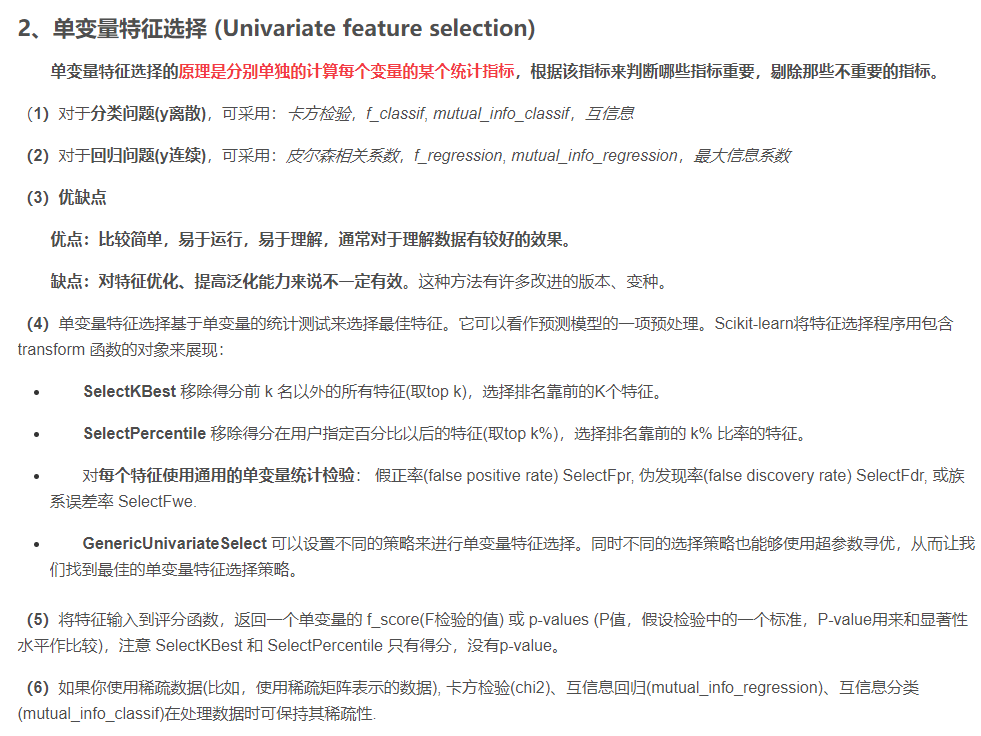 2、单变量特征选择 (Univariate feature selection)
单变量特征选择的原理是分别单独的计算每个变量的某个统计指标，根据该指标来判断哪些指标重要，剔除那些不重要的指标。
（1）对于分类问题(y离散)，可采用：卡方检验，f_classif, mutual_info_classif，互信息
（2）对于回归问题(y连续)，可采用：皮尔森相关系数，f_regression, mutual_info_regression，最大信息系数
（3）优缺点
优点：比较简单，易于运行，易于理解，通常对于理解数据有较好的效果。
缺点：对特征优化、提高泛化能力来说不一定有效。这种方法有许多改进的版本、变种。
（4）单变量特征选择基于单变量的统计测试来选择最佳特征。它可以看作预测模型的一项预处理。Scikit-learn将特征选择程序用包含
transform 函数的对象来展现：
• SelectKBest 移除得分前 k 名以外的所有特征(取top k)，选择排名靠前的K个特征。
• SelectPercentile 移除得分在用户指定百分比以后的特征(取top k%)，选择排名靠前的 k% 比率的特征。
• 对每个特征使用通用的单变量统计检验： 假正率(false positive rate) SelectFpr, 伪发现率(false discovery rate) SelectFdr, 或族
系误差率 SelectFwe.
• GenericUnivariateSelect 可以设置不同的策略来进行单变量特征选择。同时不同的选择策略也能够使用超参数寻优，从而让我
们找到最佳的单变量特征选择策略。
（5）将特征输入到评分函数，返回一个单变量的 f_score(F检验的值) 或 p-values (P值，假设检验中的一个标准，P-value用来和显著性
水平作比较)，注意 SelectKBest 和 SelectPercentile 只有得分，没有p-value。
（6）如果你使用稀疏数据(比如，使用稀疏矩阵表示的数据), 卡方检验(chi2)、互信息回归(mutual_info_regression)、互信息分类
(mutual_info_classif)在处理数据时可保持其稀疏性.